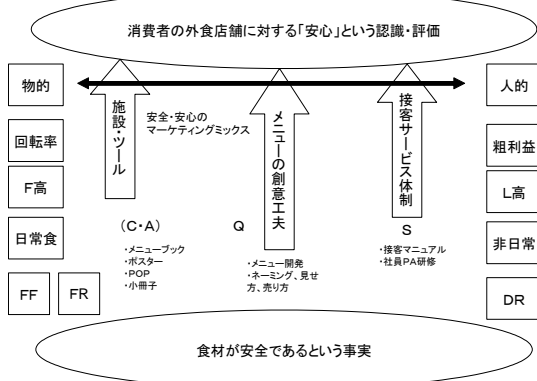 消費者の外食店舗に対する「安心」という認識・評価
物的
人的
施設・ツール
安全・安心の
マーケティングミックス
メニューの創意工夫
接客サービス体制
回転率
粗利益
F高
L高
日常食
非日常
(C・A)
Q
S
・メニューブック
・ポスター
・POP
・小冊子
・メニュー開発
・ネーミング、見せ
方、売り方
・接客マニュアル
・社員PA研修
FF
FR
DR
食材が安全であるという事実